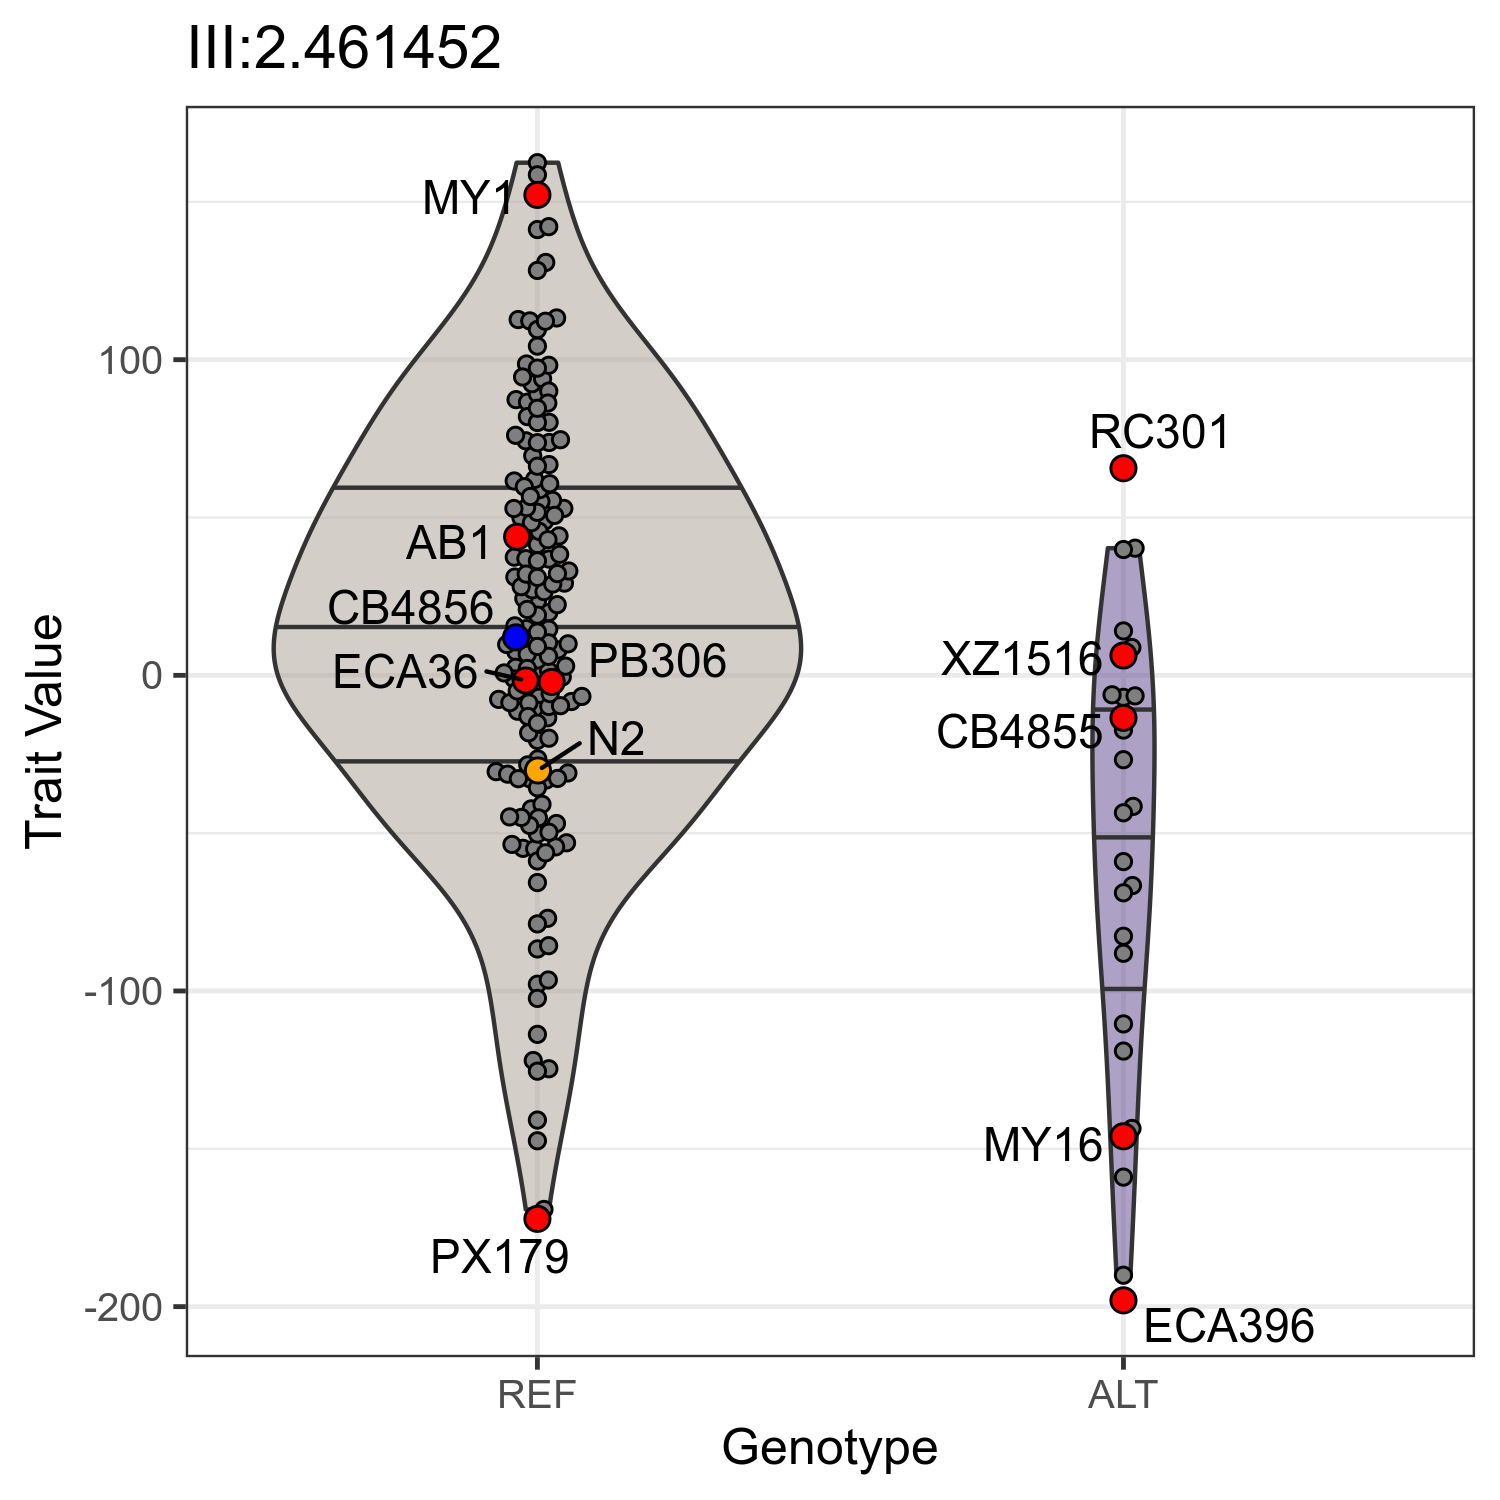 III:2.461452
MY1
100
RC301
AB1
CB4856
XZ1516
PB306
ECA36
0
CB4855
N2
Trait Value
-100
MY16
PX179
-200
ECA396
REF
ALT
Genotype